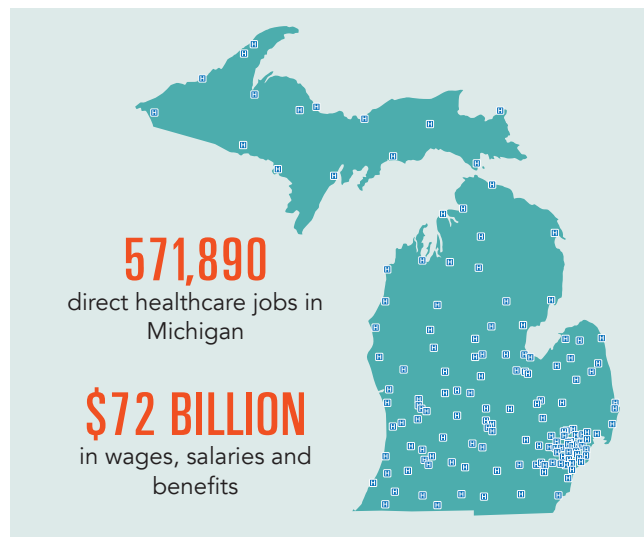 571,890
direct healthcare jobs in
Michigan
$72 BILLION
in wages, salaries and
benefits